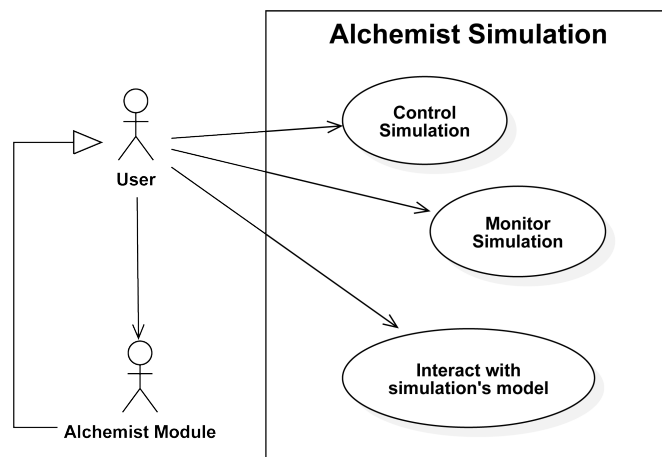 Alchemist Simulation
Control
Simulation
User
Monitor
Simulation
Interact with
simulation's model
Alchemist Module